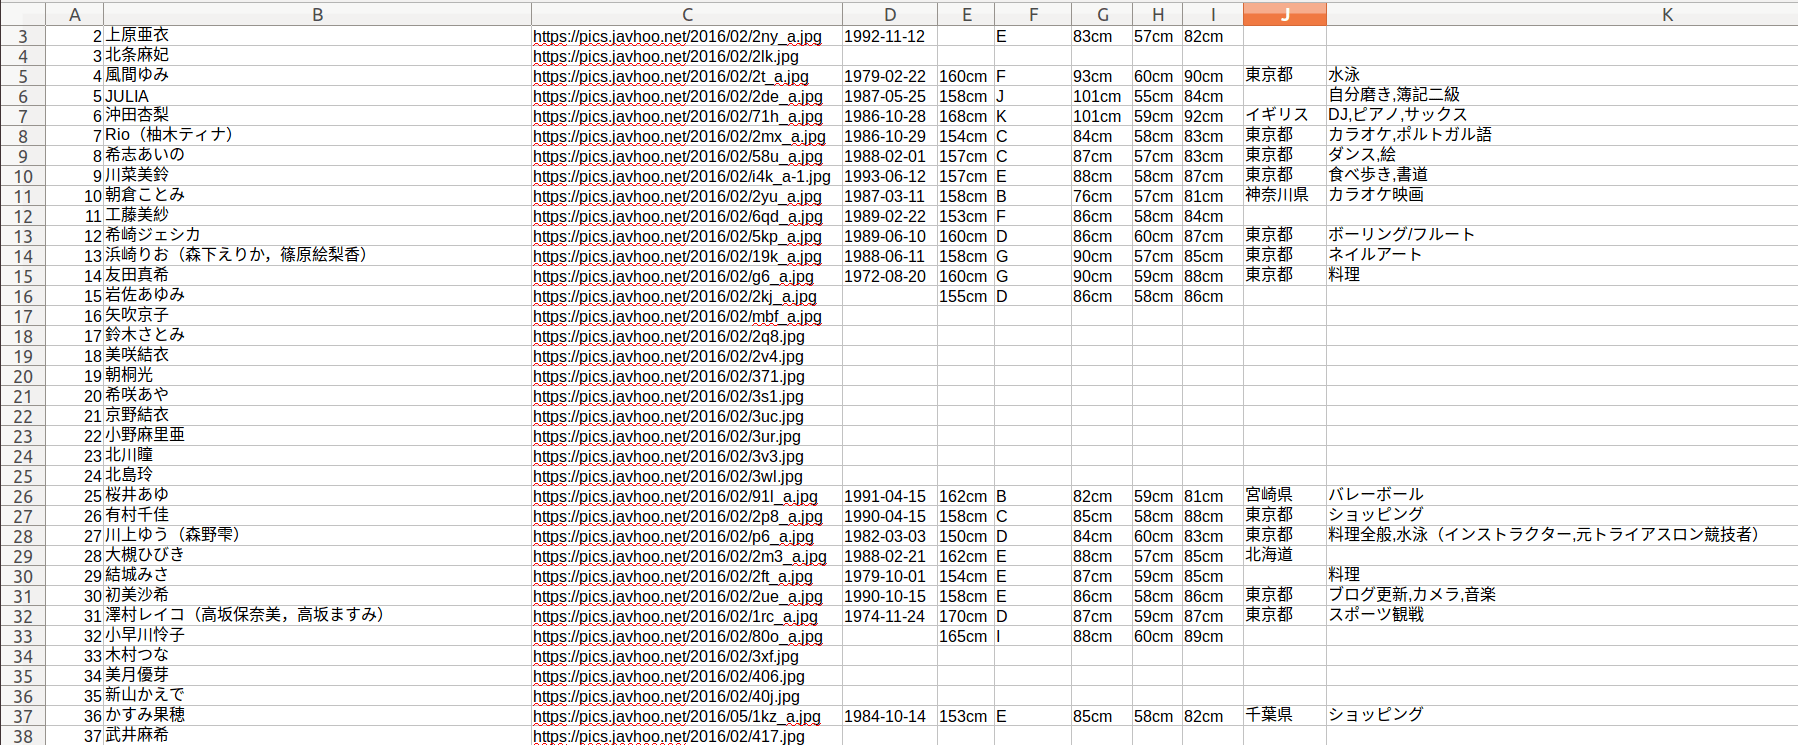 A B C D E F G H I J K
3 2 上原亜衣 https://pics.javhoo.net/2016/02/2ny_a.jpg 1992-11-12 E 83cm 57cm 82cm
4 3 北条麻妃 https://pics.javhoo.net/2016/02/2lk.jpg
5 4 風間ゆみ https://pics.javhoo.net/2016/02/2t_a.jpg 1979-02-22 160cm F 93cm 60cm 90cm 東京都 水泳
6 5 JULIA https://pics.javhoo.net/2016/02/2de_a.jpg 1987-05-25 158cm J 101cm 55cm 84cm 自分磨き,簿記二級
7 6 沖田杏梨 https://pics.javhoo.net/2016/02/71h_a.jpg 1986-10-28 168cm K 101cm 59cm 92cm イギリス DJ,ピアノ,サックス
8 7 Rio（柚木ティナ） https://pics.javhoo.net/2016/02/2mx_a.jpg 1986-10-29 154cm C 84cm 58cm 83cm 東京都 カラオケ,ポルトガル語
9 8 希志あいの https://pics.javhoo.net/2016/02/58u_a.jpg 1988-02-01 157cm C 87cm 57cm 83cm 東京都 ダンス,絵
10 9 川菜美鈴 https://pics.javhoo.net/2016/02/i4k_a-1.jpg 1993-06-12 157cm E 88cm 58cm 87cm 東京都 食べ歩き,書道
11 10 朝倉ことみ https://pics.javhoo.net/2016/02/2yu_a.jpg 1987-03-11 158cm B 76cm 57cm 81cm 神奈川県 カラオケ映画
12 11 工藤美紗 https://pics.javhoo.net/2016/02/6qd_a.jpg 1989-02-22 153cm F 86cm 58cm 84cm
13 12 希崎ジェシカ https://pics.javhoo.net/2016/02/5kp_a.jpg 1989-06-10 160cm D 86cm 60cm 87cm 東京都 ボーリング/フルート
14 13 浜崎りお（森下えりか，篠原絵梨香） https://pics.javhoo.net/2016/02/19k_a.jpg 1988-06-11 158cm G 90cm 57cm 85cm 東京都 ネイルアート
15 14 友田真希 https://pics.javhoo.net/2016/02/g6_a.jpg 1972-08-20 160cm G 90cm 59cm 88cm 東京都 料理
16 15 岩佐あゆみ https://pics.javhoo.net/2016/02/2kj_a.jpg 155cm D 86cm 58cm 86cm
17 16 矢吹京子 https://pics.javhoo.net/2016/02/mbf_a.jpg
18 17 鈴木さとみ https://pics.javhoo.net/2016/02/2q8.jpg
19 18 美咲結衣 https://pics.javhoo.net/2016/02/2v4.jpg
20 19 朝桐光 https://pics.javhoo.net/2016/02/371.jpg
21 20 希咲あや https://pics.javhoo.net/2016/02/3s1.jpg
22 21 京野結衣 https://pics.javhoo.net/2016/02/3uc.jpg
23 22 小野麻里亜 https://pics.javhoo.net/2016/02/3ur.jpg
24 23 北川瞳 https://pics.javhoo.net/2016/02/3v3.jpg
25 24 北島玲 https://pics.javhoo.net/2016/02/3wl.jpg
26 25 桜井あゆ https://pics.javhoo.net/2016/02/91l_a.jpg 1991-04-15 162cm B 82cm 59cm 81cm 宮崎県 バレーボール
27 26 有村千佳 https://pics.javhoo.net/2016/02/2p8_a.jpg 1990-04-15 158cm C 85cm 58cm 88cm 東京都 ショッピング
28 27 川上ゆう（森野雫） https://pics.javhoo.net/2016/02/p6_a.jpg 1982-03-03 150cm D 84cm 60cm 83cm 東京都 料理全般,水泳（インストラクター,元トライアスロン競技者）
29 28 大槻ひびき https://pics.javhoo.net/2016/02/2m3_a.jpg 1988-02-21 162cm E 88cm 57cm 85cm 北海道
30 29 結城みさ https://pics.javhoo.net/2016/02/2ft_a.jpg 1979-10-01 154cm E 87cm 59cm 85cm 料理
31 30 初美沙希 https://pics.javhoo.net/2016/02/2ue_a.jpg 1990-10-15 158cm E 86cm 58cm 86cm 東京都 ブログ更新,カメラ,音楽
32 31 澤村レイコ（高坂保奈美，高坂ますみ） https://pics.javhoo.net/2016/02/1rc_a.jpg 1974-11-24 170cm D 87cm 59cm 87cm 東京都 スポーツ観戦
33 32 小早川怜子 https://pics.javhoo.net/2016/02/80o_a.jpg 165cm I 88cm 60cm 89cm
34 33 木村つな https://pics.javhoo.net/2016/02/3xf.jpg
35 34 美月優芽 https://pics.javhoo.net/2016/02/406.jpg
36 35 新山かえで https://pics.javhoo.net/2016/02/40j.jpg
37 36 かすみ果穂 https://pics.javhoo.net/2016/05/1kz_a.jpg 1984-10-14 153cm E 85cm 58cm 82cm 千葉県 ショッピング
38 37 武井麻希 https://pics.javhoo.net/2016/02/417.jpg